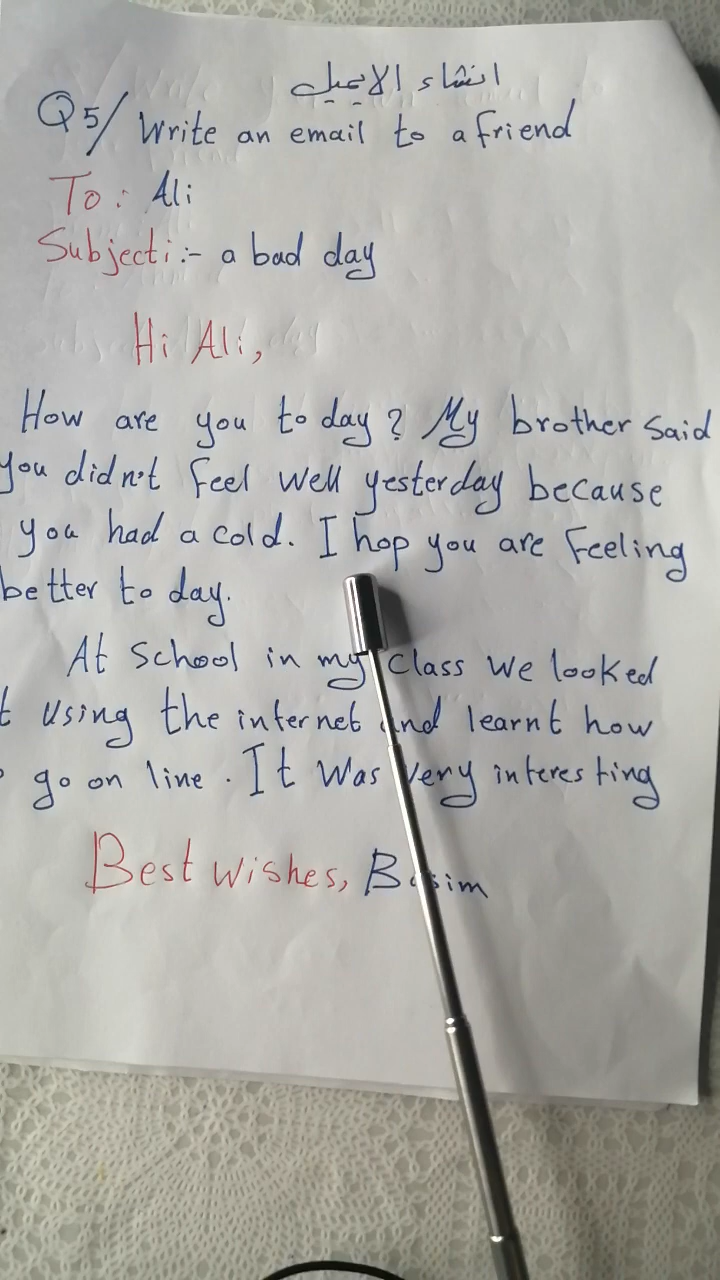 انشاء الايميل
Q5/ Write an email to a friend
To: Ali
Subject:- a bad day
Hi Ali,
How are you to day? My brother said
you didn't feel well yesterday because
you had a cold. I hop you are feeling
better to day.
At school in my class we looked
using the internet and learnt how
go on line. It was very interesting
Best wishes, Basim